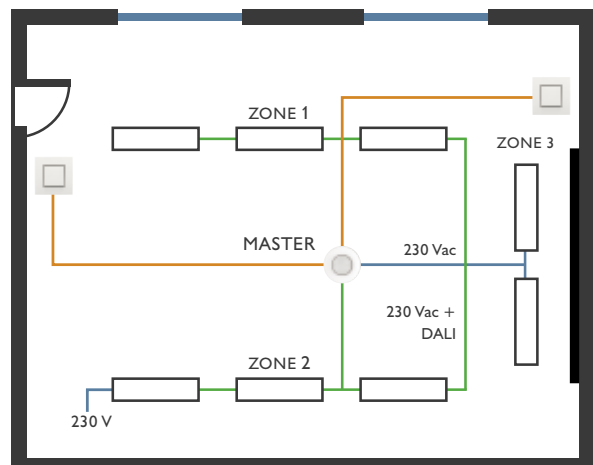 ZONE 1
ZONE 3
MASTER
230 Vac
230 Vac +
DALI
ZONE 2
230 V